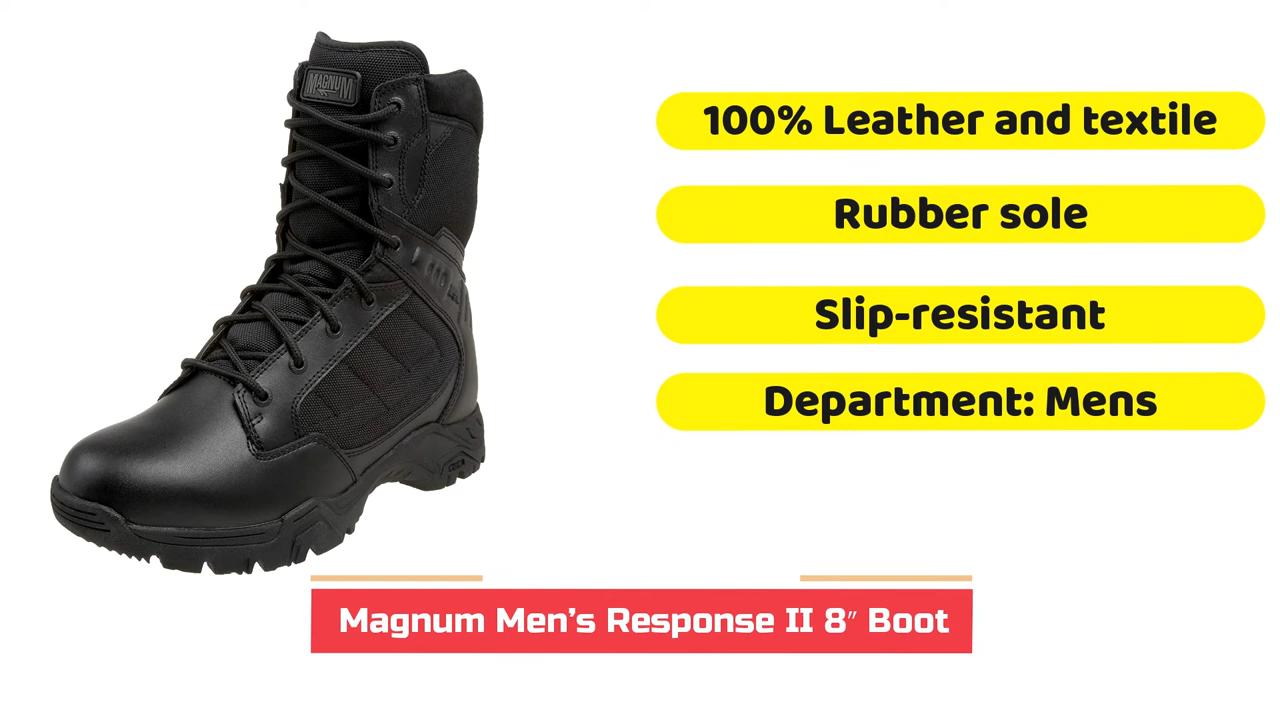 MAGNUM
100% Leather and textile
Rubber sole
Slip-resistant
Department: Mens
Magnum Men’s Response II 8″ Boot